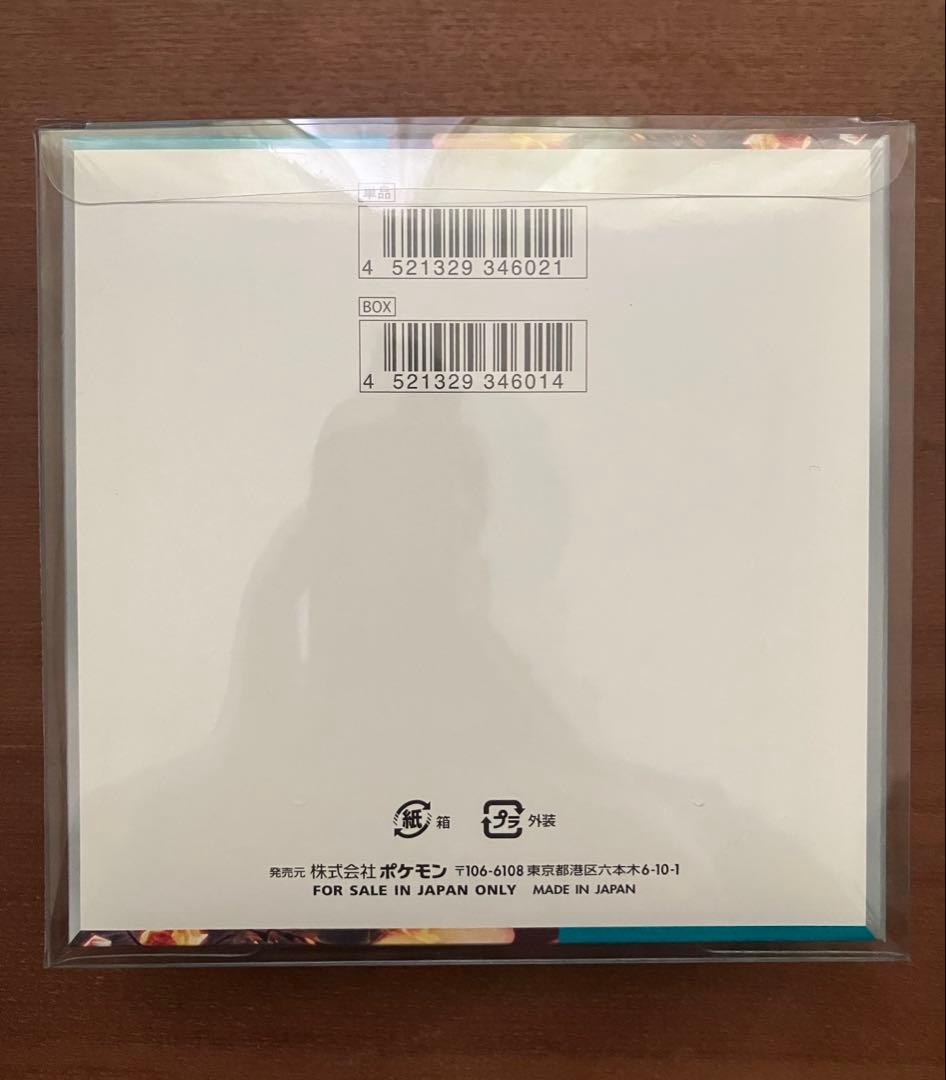 単品
4 521329 346021
BOX
4 521329 346014
紙 箱 プラ 外装
発売元 株式会社ポケモン 〒106-6108 東京都港区六本木6-10-1
FOR SALE IN JAPAN ONLY MADE IN JAPAN